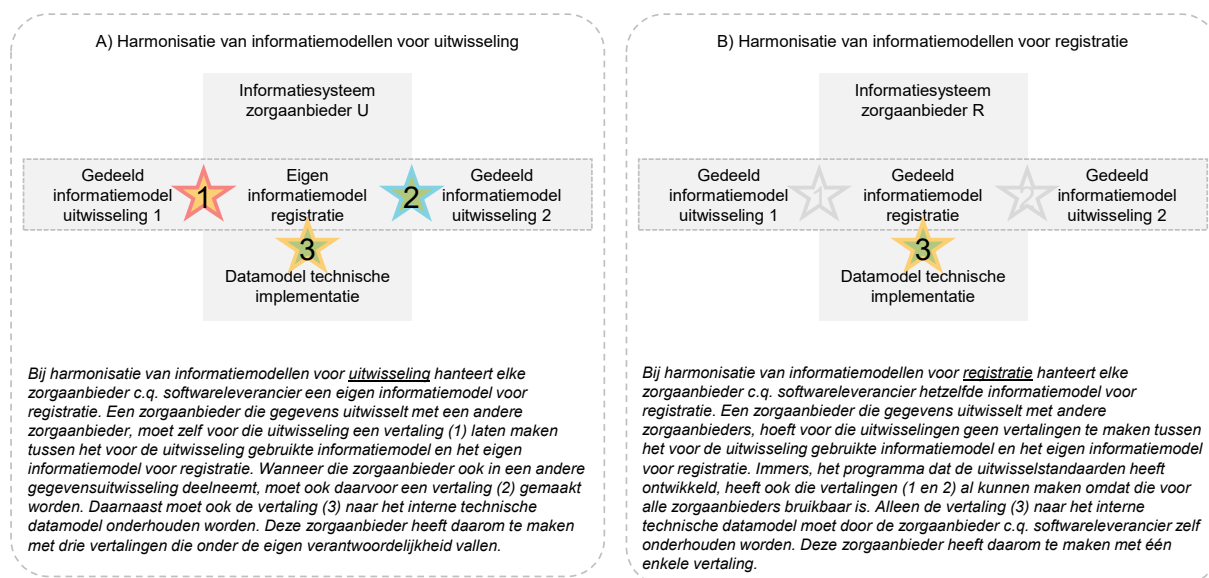 A) Harmonisatie van informatiemodellen voor uitwisseling
Informatiesysteem
zorgaanbieder U
Gedeeld
informatiemodel
uitwisseling 1
1
Eigen
informatiemodel
registratie
2
Gedeeld
informatiemodel
uitwisseling 2
3
Datamodel technische
implementatie
Bij harmonisatie van informatiemodellen voor uitwisseling hanteert elke
zorgaanbieder c.q. softwareleverancier een eigen informatiemodel voor
registratie. Een zorgaanbieder die gegevens uitwisselt met een andere
zorgaanbieder, moet zelf voor die uitwisseling een vertaling (1) laten maken
tussen het voor de uitwisseling gebruikte informatiemodel en het eigen
informatiemodel voor registratie. Wanneer die zorgaanbieder ook in een andere
gegevensuitwisseling deelneemt, moet ook daarvoor een vertaling (2) gemaakt
worden. Daarnaast moet ook de vertaling (3) naar het interne technische
datamodel onderhouden worden. Deze zorgaanbieder heeft daarom te maken
met drie vertalingen die onder de eigen verantwoordelijkheid vallen.
B) Harmonisatie van informatiemodellen voor registratie
Informatiesysteem
zorgaanbieder R
Gedeeld
informatiemodel
uitwisseling 1
1
Gedeeld
informatiemodel
registratie
2
Gedeeld
informatiemodel
uitwisseling 2
3
Datamodel technische
implementatie
Bij harmonisatie van informatiemodellen voor registratie hanteert elke
zorgaanbieder c.q. softwareleverancier hetzelfde informatiemodel voor
registratie. Een zorgaanbieder die gegevens uitwisselt met andere
zorgaanbieders, hoeft voor die uitwisselingen geen vertalingen te maken tussen
het voor de uitwisseling gebruikte informatiemodel en het eigen informatiemodel
voor registratie. Immers, het programma dat de uitwisselstandaarden heeft
ontwikkeld, heeft ook die vertalingen (1 en 2) al kunnen maken omdat die voor
alle zorgaanbieders bruikbaar is. Alleen de vertaling (3) naar het interne
technische datamodel moet door de zorgaanbieder c.q. softwareleverancier zelf
onderhouden worden. Deze zorgaanbieder heeft daarom te maken met één
enkele vertaling.